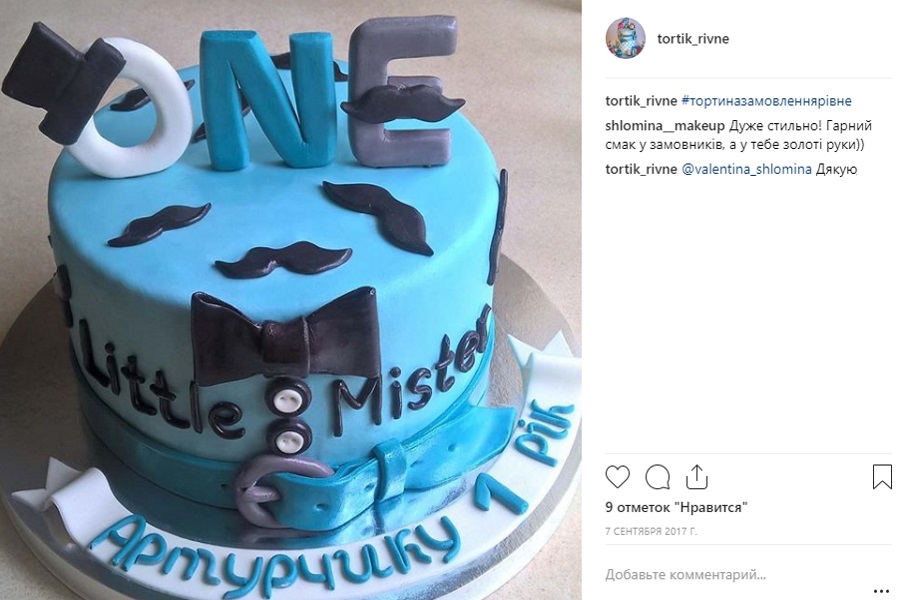 ONE
Little Mister
Артурчику 1 рік
tortik_rivne
tortik_rivne #тортиназамовленнярівне
shlomina__makeup Дуже стильно! Гарний
смак у замовників, а у тебе золоті руки))
tortik_rivne @valentina_shlomina Дякую
9 отметок "Нравится"
7 СЕНТЯБРЯ 2017 Г.
Добавьте комментарий...